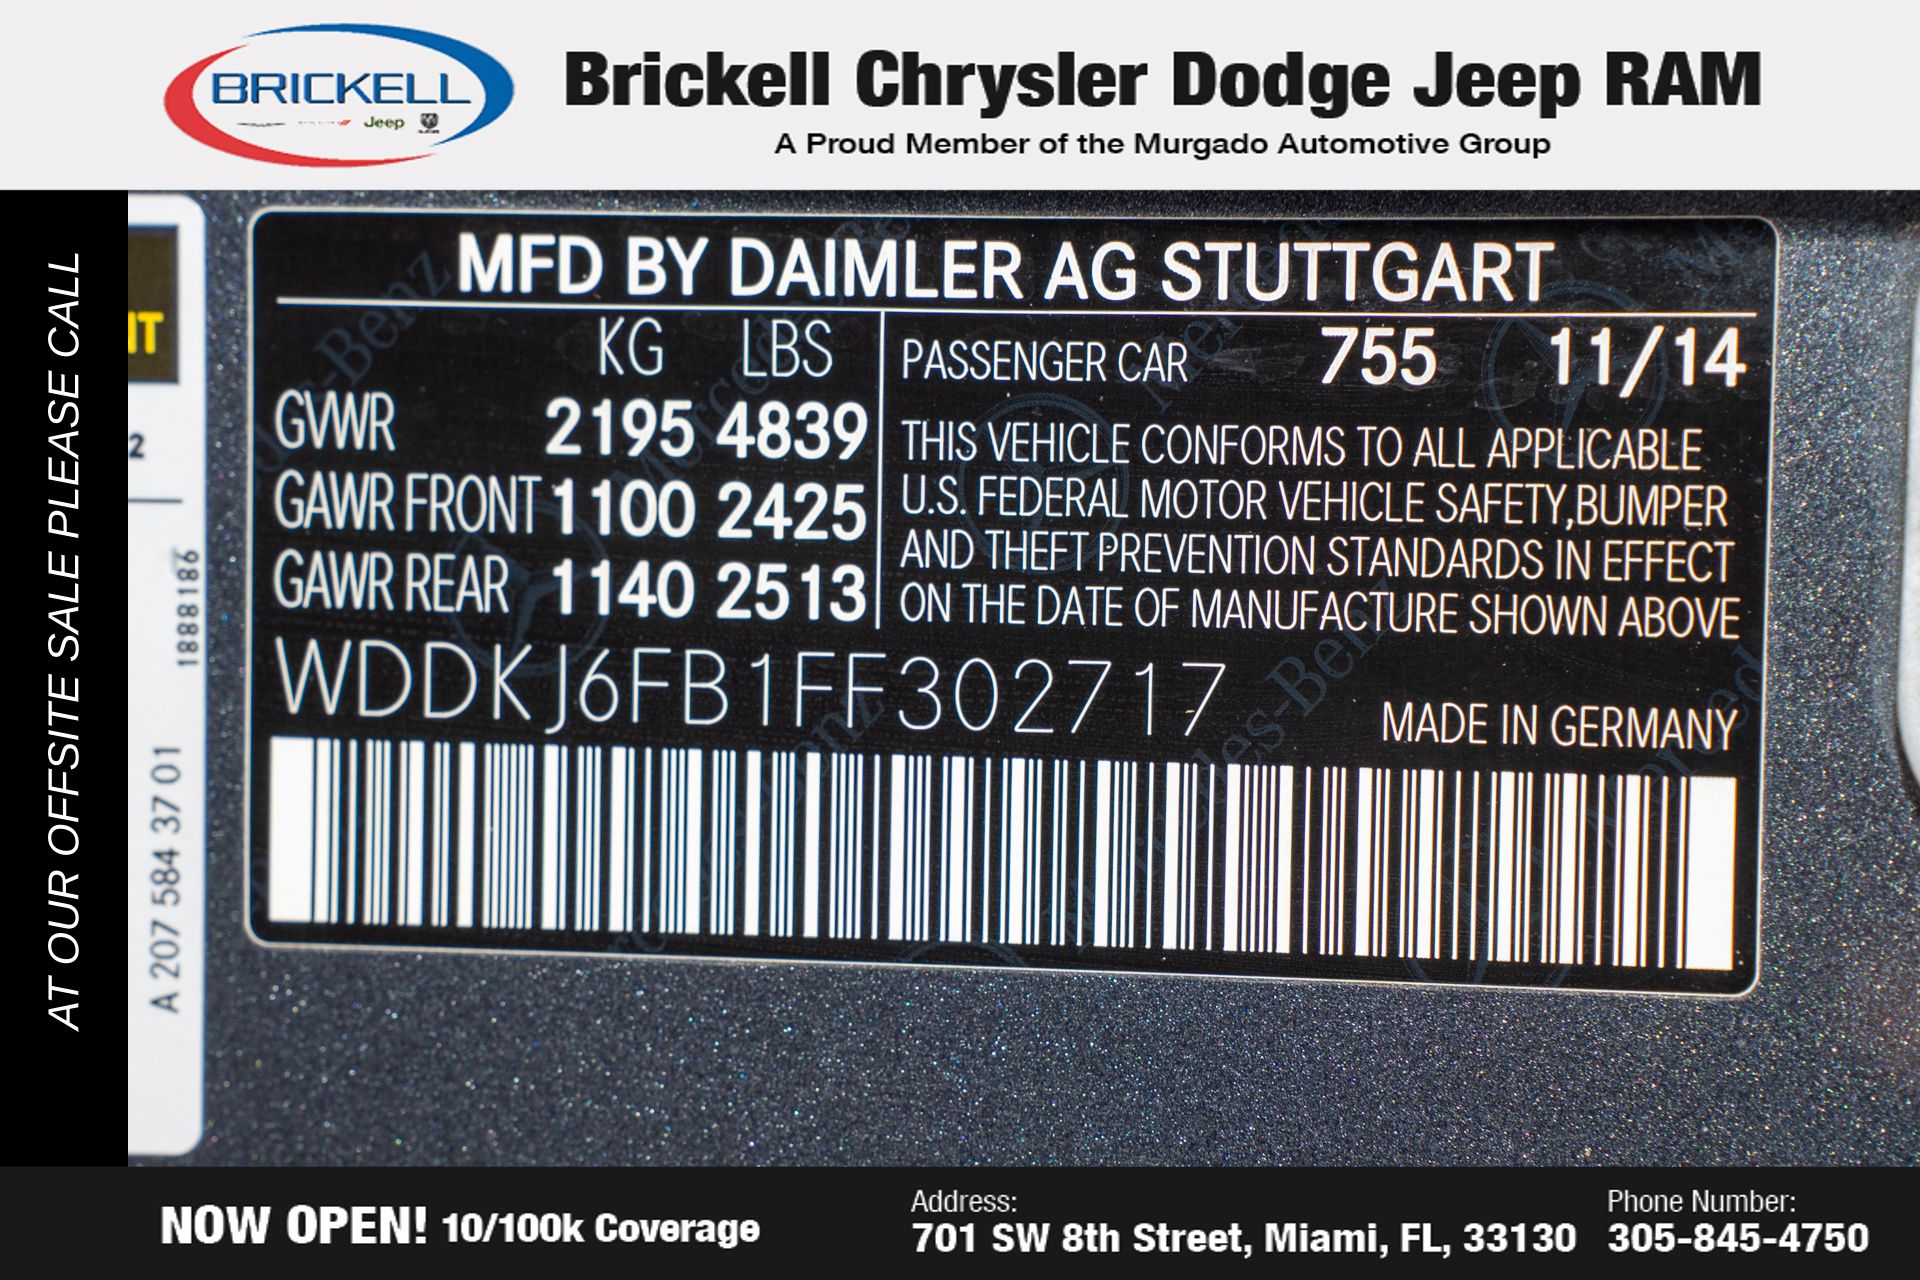 BRICKELL
Jeep
RAM
Brickell Chrysler Dodge Jeep RAM
A Proud Member of the Murgado Automotive Group
AT OUR OFFSITE SALE PLEASE CALL
IT
2
1888186
A 207 584 37 01
MFD BY DAIMLER AG STUTTGART
KG LBS
GVWR 2195 4839
GAWR FRONT 1100 2425
GAWR REAR 1140 2513
PASSENGER CAR 755 11/14
THIS VEHICLE CONFORMS TO ALL APPLICABLE
U.S. FEDERAL MOTOR VEHICLE SAFETY,BUMPER
AND THEFT PREVENTION STANDARDS IN EFFECT
ON THE DATE OF MANUFACTURE SHOWN ABOVE
WDDKJ6FB1FF302717
MADE IN GERMANY
NOW OPEN! 10/100k Coverage
Address:
701 SW 8th Street, Miami, FL, 33130
Phone Number:
305-845-4750